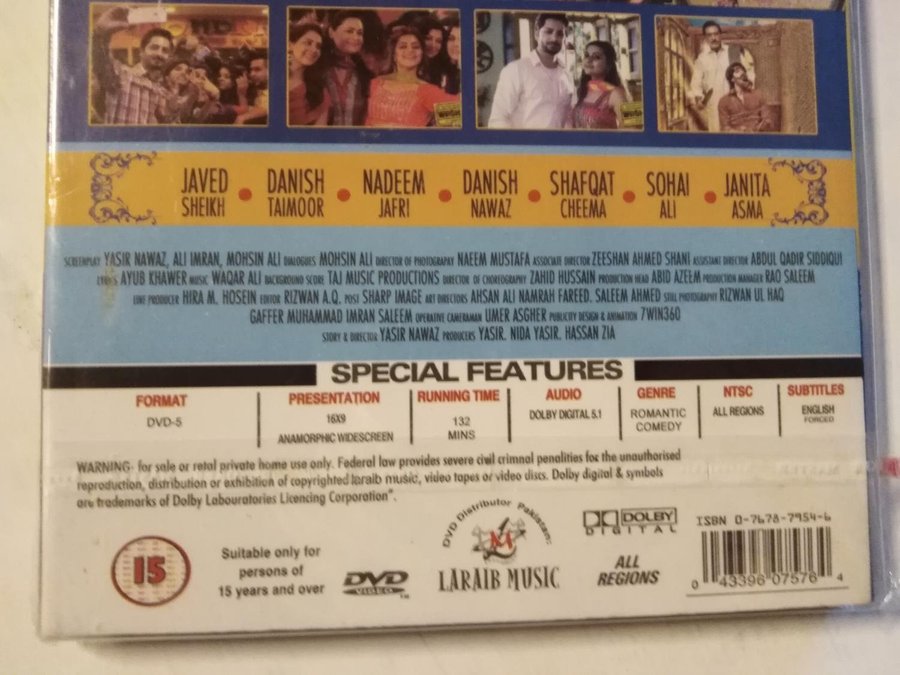 JAVED SHEIKH • DANISH TAIMOOR • NADEEM JAFRI • DANISH NAWAZ • SHAFQAT CHEEMA • SOHAI ALI • JANITA ASMA
SCREENPLAY YASIR NAWAZ, ALI IMRAN, MOHSIN ALI DIALOGUES MOHSIN ALI DIRECTOR OF PHOTOGRAPHY NAEEM MUSTAFA ASSOCIATE DIRECTOR ZEESHAN AHMED SHANI ASSISTANT DIRECTOR ABDUL QADIR SIDDIQUI
LYRICS AYUB KHAWER MUSIC WAQAR ALI BACKGROUND SCORE TAJ MUSIC PRODUCTIONS DIRECTOR OF CHOREOGRAPHY ZAHID HUSSAIN PRODUCTION HEAD ABID AZEEM PRODUCTION MANAGER RAO SALEEM
LINE PRODUCER HIRA M. HOSEIN EDITOR RIZWAN A.Q. POST SHARP IMAGE ART DIRECTORS AHSAN ALI NAMRAH FAREED. SALEEM AHMED STILL PHOTOGRAPHY RIZWAN UL HAQ
GAFFER MUHAMMAD IMRAN SALEEM OPERATIVE CAMERAMAN UMER ASGHER PUBLICITY DESIGN & ANIMATION 7WIN360
STORY & DIRECTOR YASIR NAWAZ PRODUCERS YASIR. NIDA YASIR. HASSAN ZIA
SPECIAL FEATURES
FORMAT
DVD-5
PRESENTATION
16X9
ANAMORPHIC WIDESCREEN
RUNNING TIME
132
MINS
AUDIO
DOLBY DIGITAL 5.1
GENRE
ROMANTIC
COMEDY
NTSC
ALL REGIONS
SUBTITLES
ENGLISH
FORCED
WARNING- for sale or retal private home use only. Federal law provides severe civil crimnal penalities for the unauthorised
reproduction, distribution or exhibition of copyrighted laraib music, video tapes or video discs. Dolby digital & symbols
are trademarks of Dolby Labouratories Licencing Corporation".
15
Suitable only for
persons of
15 years and over
DVD
VIDEO
DVD Distributor Pakistan:
LARAIB MUSIC
DOLBY
DIGITAL
ALL
REGIONS
ISBN 0-7678-7954-6
0 43396 07576 4